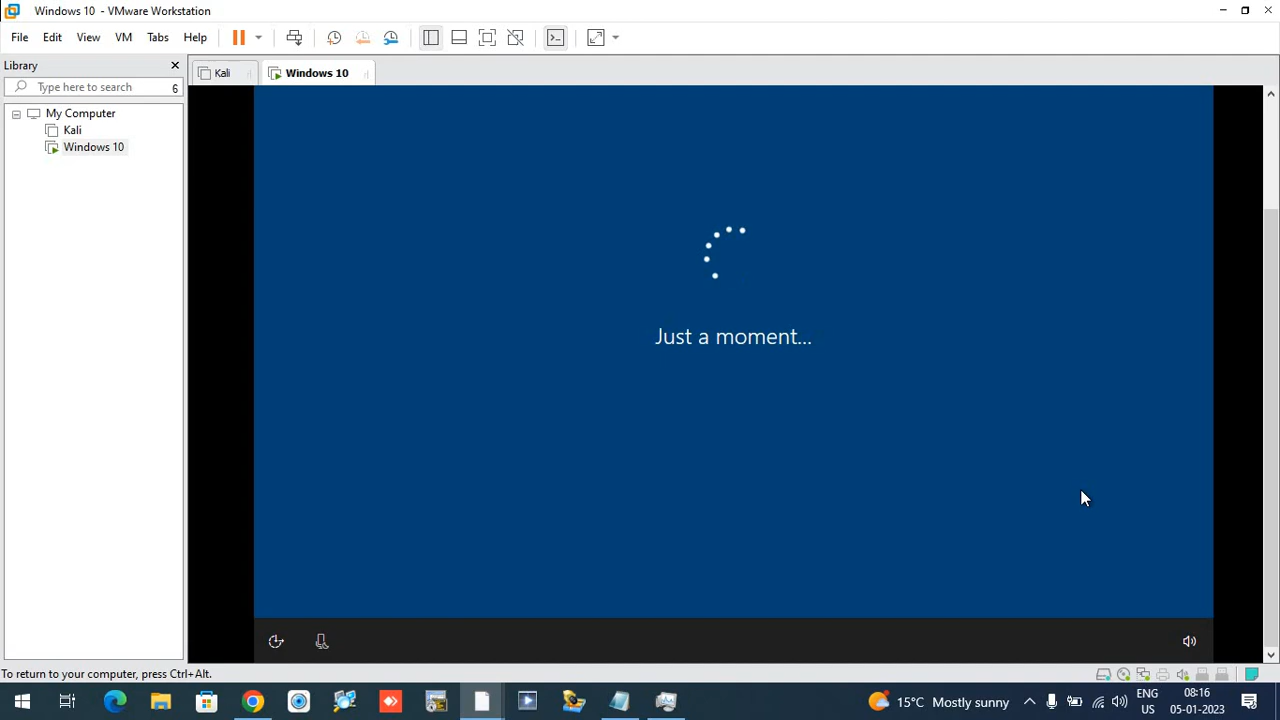 Windows 10 - VMware Workstation
File Edit View VM Tabs Help
Library
Type here to search 6
My Computer
Kali
Windows 10
Kali
Windows 10
Just a moment...
To return to your computer, press Ctrl+Alt.
15°C Mostly sunny
ENG
US
08:16
05-01-2023